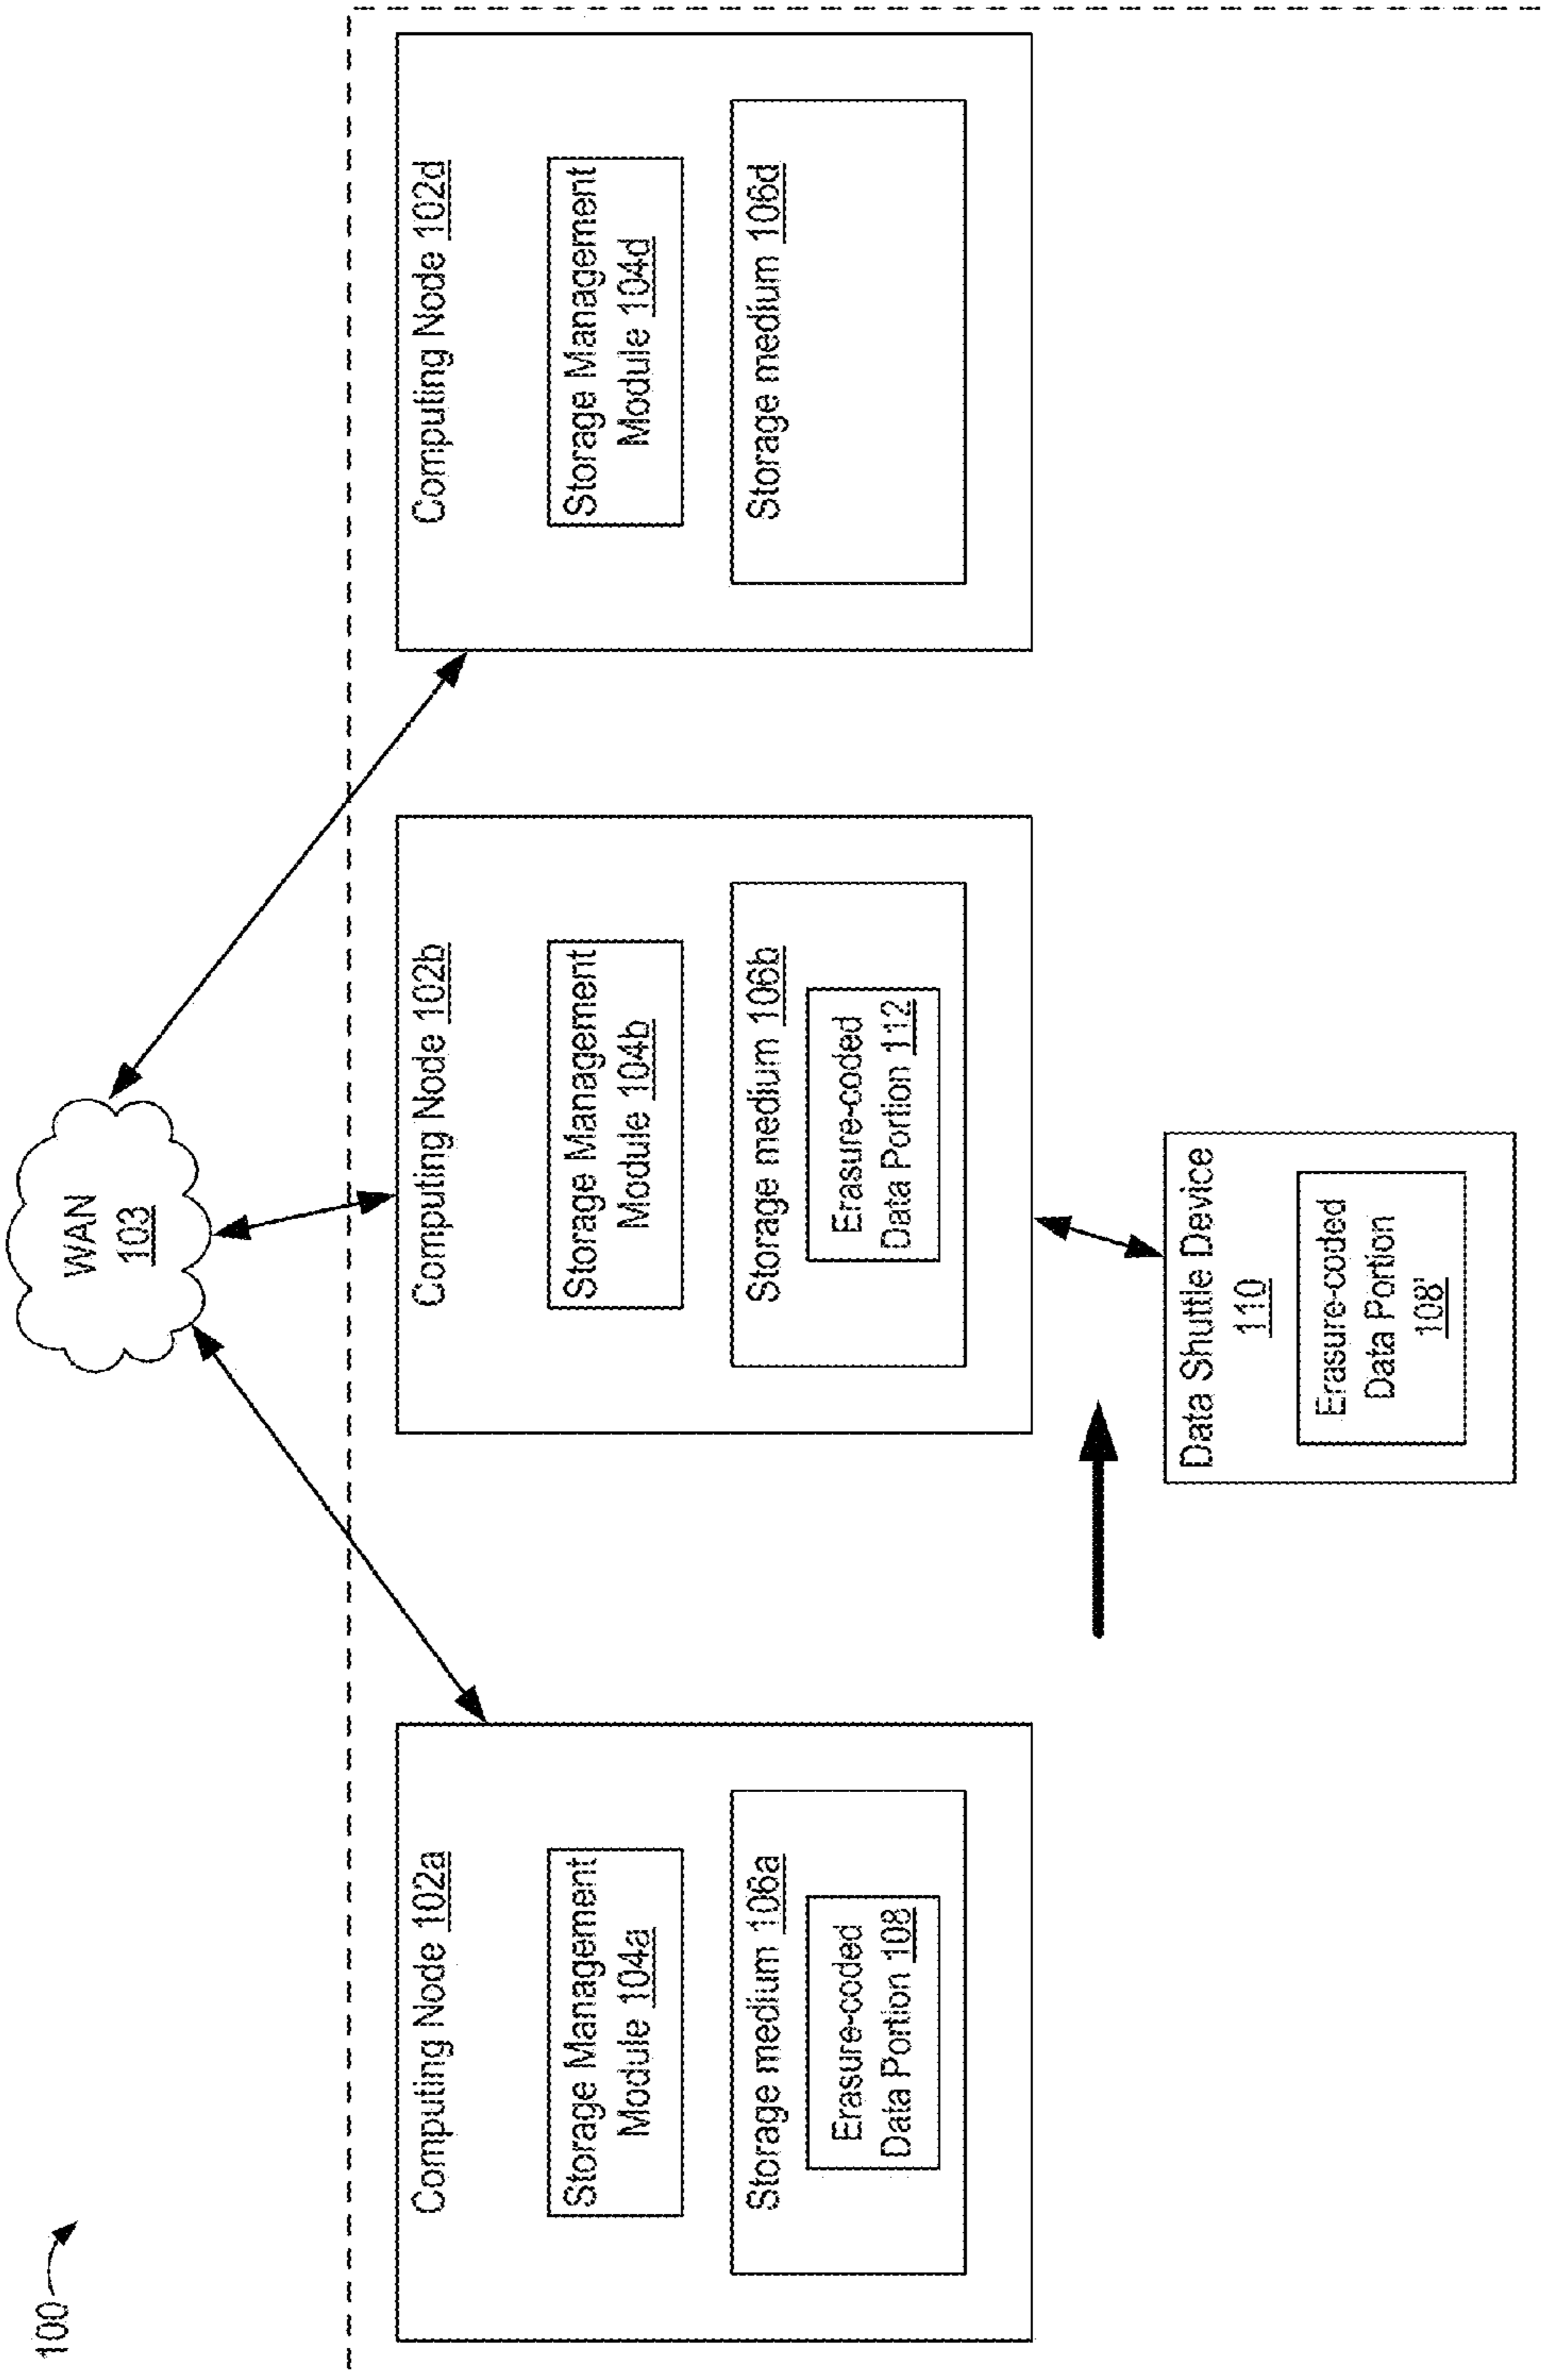 100
WAN
103
Computing Node 102a
Storage Management
Module 104a
Storage medium 106a
Erasure-coded
Data Portion 108
Computing Node 102b
Storage Management
Module 104b
Storage medium 106b
Erasure-coded
Data Portion 112
Computing Node 102d
Storage Management
Module 104d
Storage medium 106d
Data Shuttle Device
110
Erasure-coded
Data Portion
108'